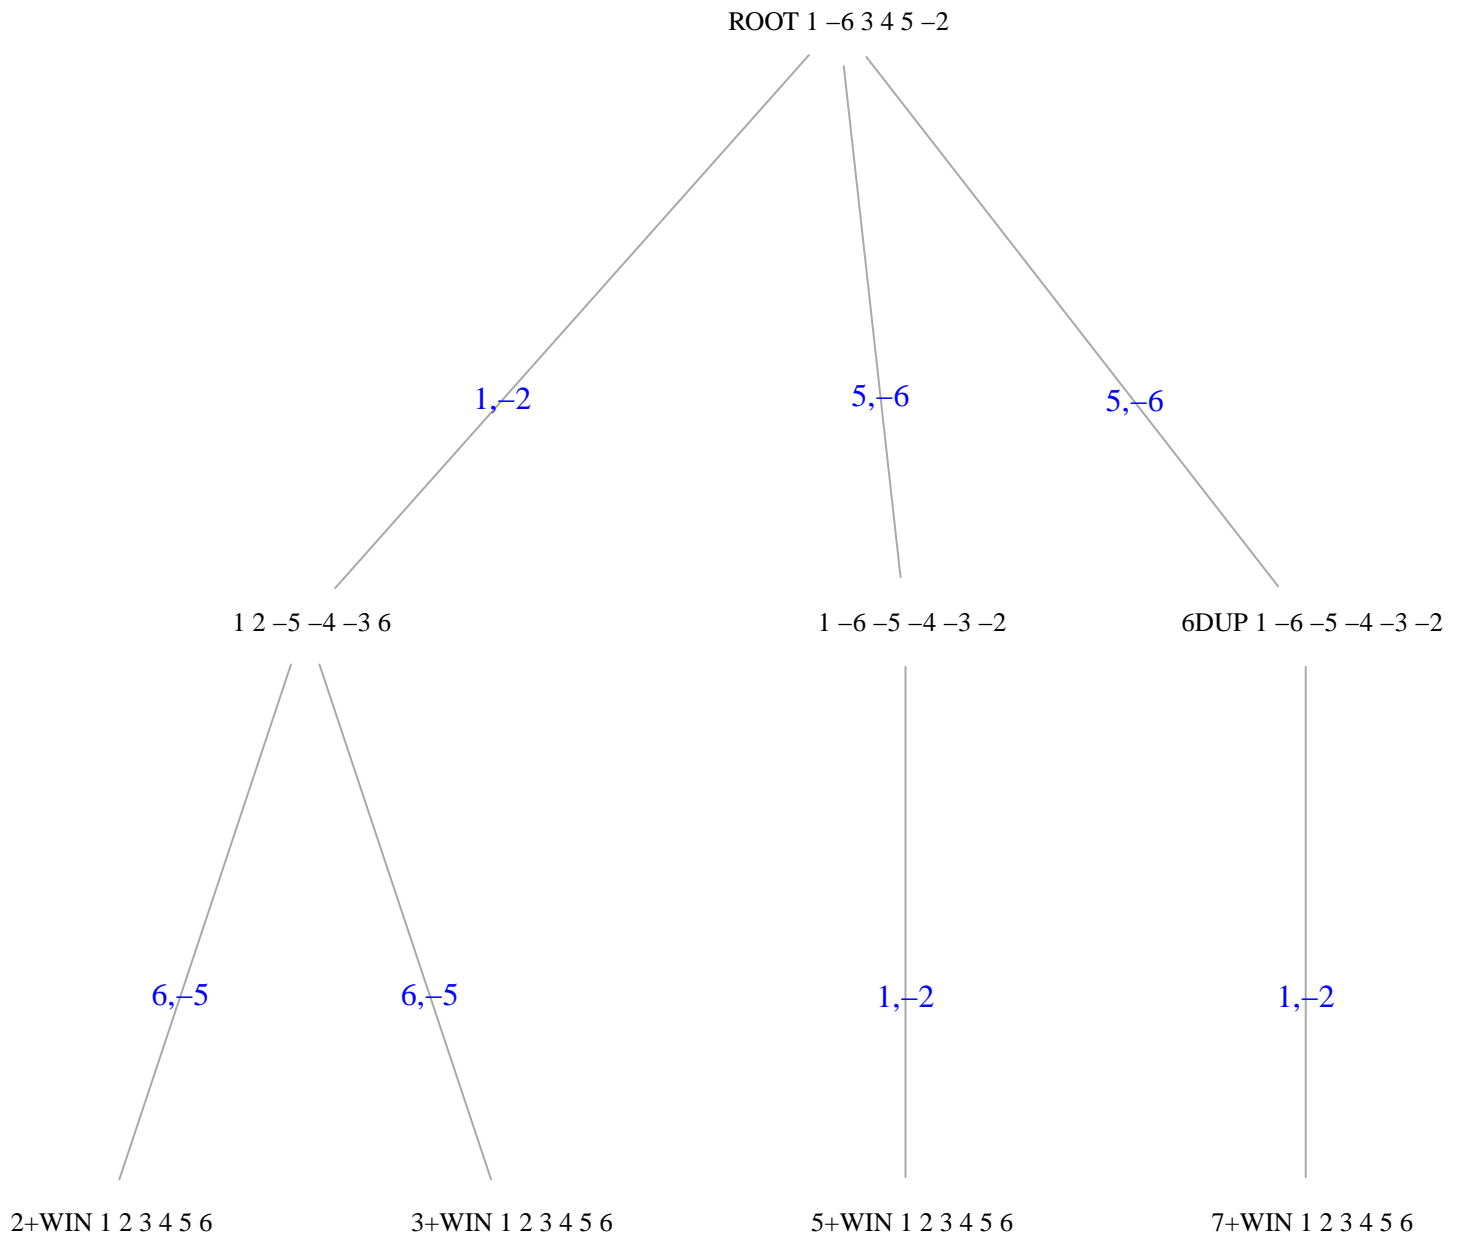 ROOT 1 –6 3 4 5 –2
1,–2
5,–6
5,–6
1 2 –5 –4 –3 6
1 –6 –5 –4 –3 –2
6DUP 1 –6 –5 –4 –3 –2
6,–5
6,–5
1,–2
1,–2
2+WIN 1 2 3 4 5 6
3+WIN 1 2 3 4 5 6
5+WIN 1 2 3 4 5 6
7+WIN 1 2 3 4 5 6